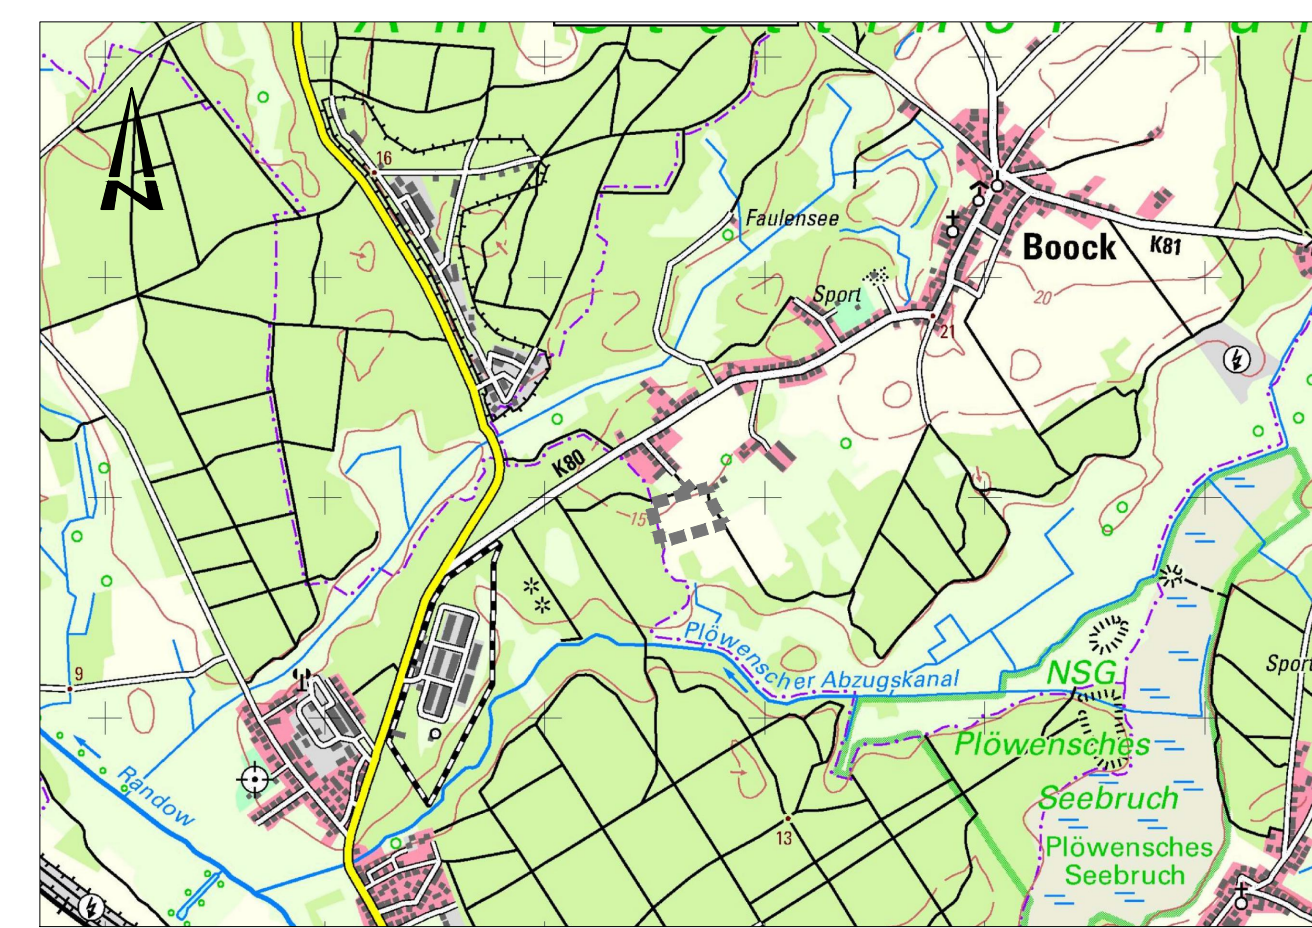 N
16
Faulensee
Boock
K81
Sport
20
21
K80
15
Plöwenscher Abzugskanal
9
NSG
Sport
Plöwensches
Seebruch
Randow
13
Plöwensches
Seebruch